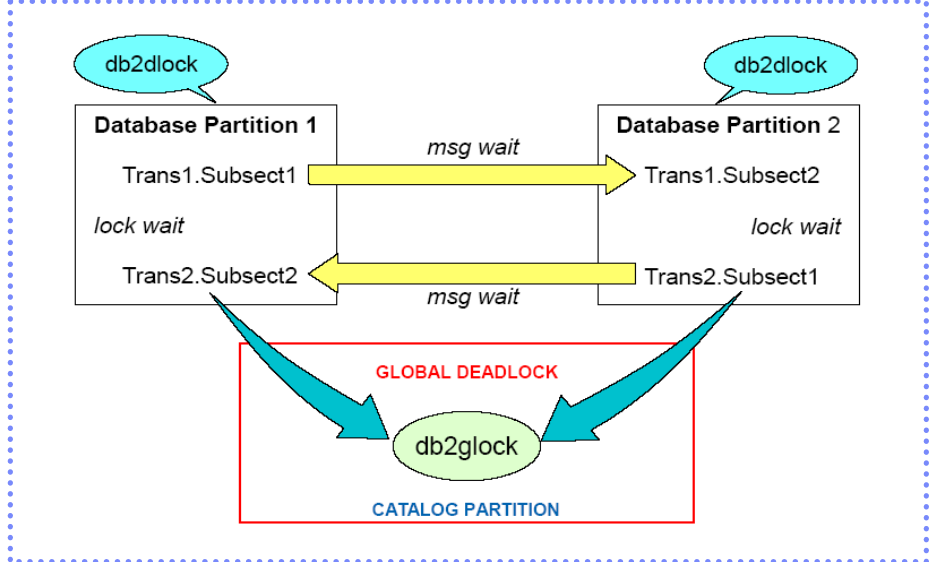 db2dlock
db2dlock
Database Partition 1
Database Partition 2
msg wait
Trans1.Subsect1
Trans1.Subsect2
lock wait
lock wait
Trans2.Subsect2
Trans2.Subsect1
msg wait
GLOBAL DEADLOCK
db2glock
CATALOG PARTITION